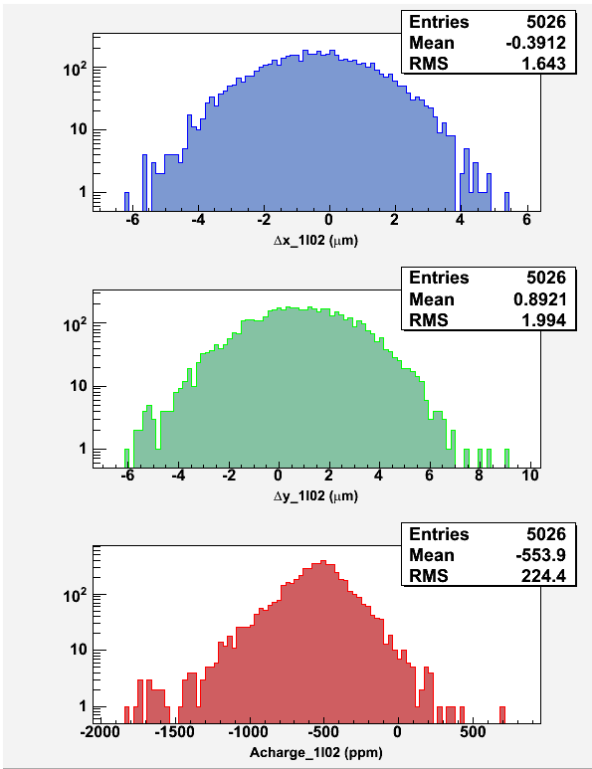 Entries 5026
Mean -0.3912
RMS 1.643
10²
10
1
-6 -4 -2 0 2 4 6
Δx_1I02 (μm)
Entries 5026
Mean 0.8921
RMS 1.994
10²
10
1
-6 -4 -2 0 2 4 6 8 10
Δy_1I02 (μm)
Entries 5026
Mean -553.9
RMS 224.4
10²
10
1
-2000 -1500 -1000 -500 0 500
Acharge_1I02 (ppm)